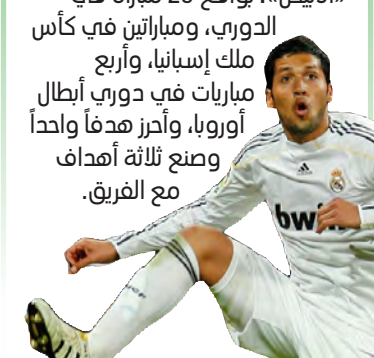 الدوري، ومباراتين في كأس
ملك إسبانيا، وأربع
مباريات في دوري أبطال
أوروبا، وأحرز هدفاً واحداً
وصنع ثلاثة أهداف
مع الفريق.
bwin